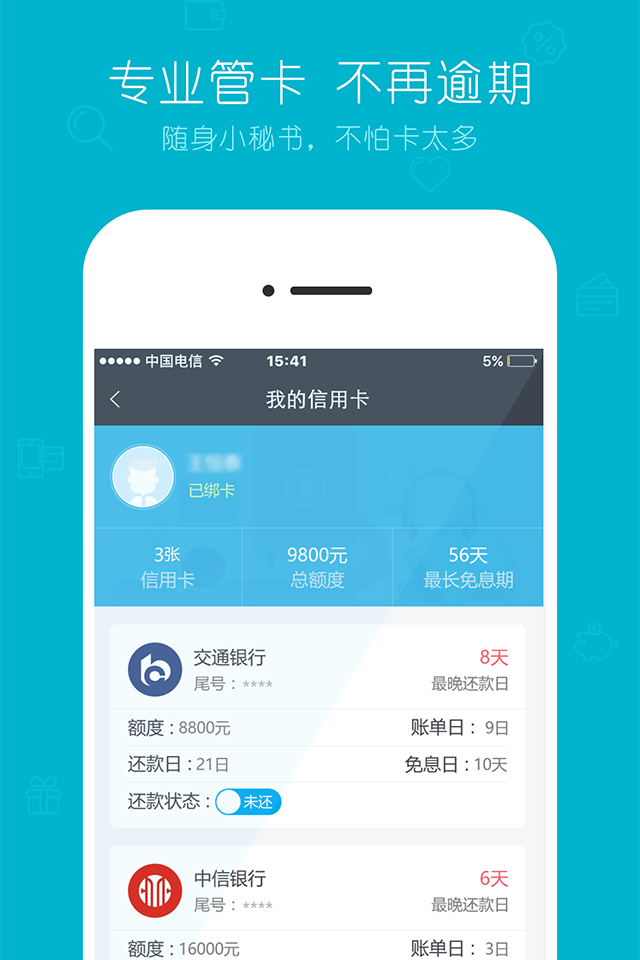 专业管卡 不再逾期
随身小秘书，不怕卡太多
中国电信 15:41 5%
我的信用卡
已绑卡
3张 9800元 56天
信用卡 总额度 最长免息期
交通银行 8天
尾号：**** 最晚还款日
额度：8800元 账单日：9日
还款日：21日 免息日：10天
还款状态：未还
中信银行 6天
尾号：**** 最晚还款日
额度：16000元 账单日：3日